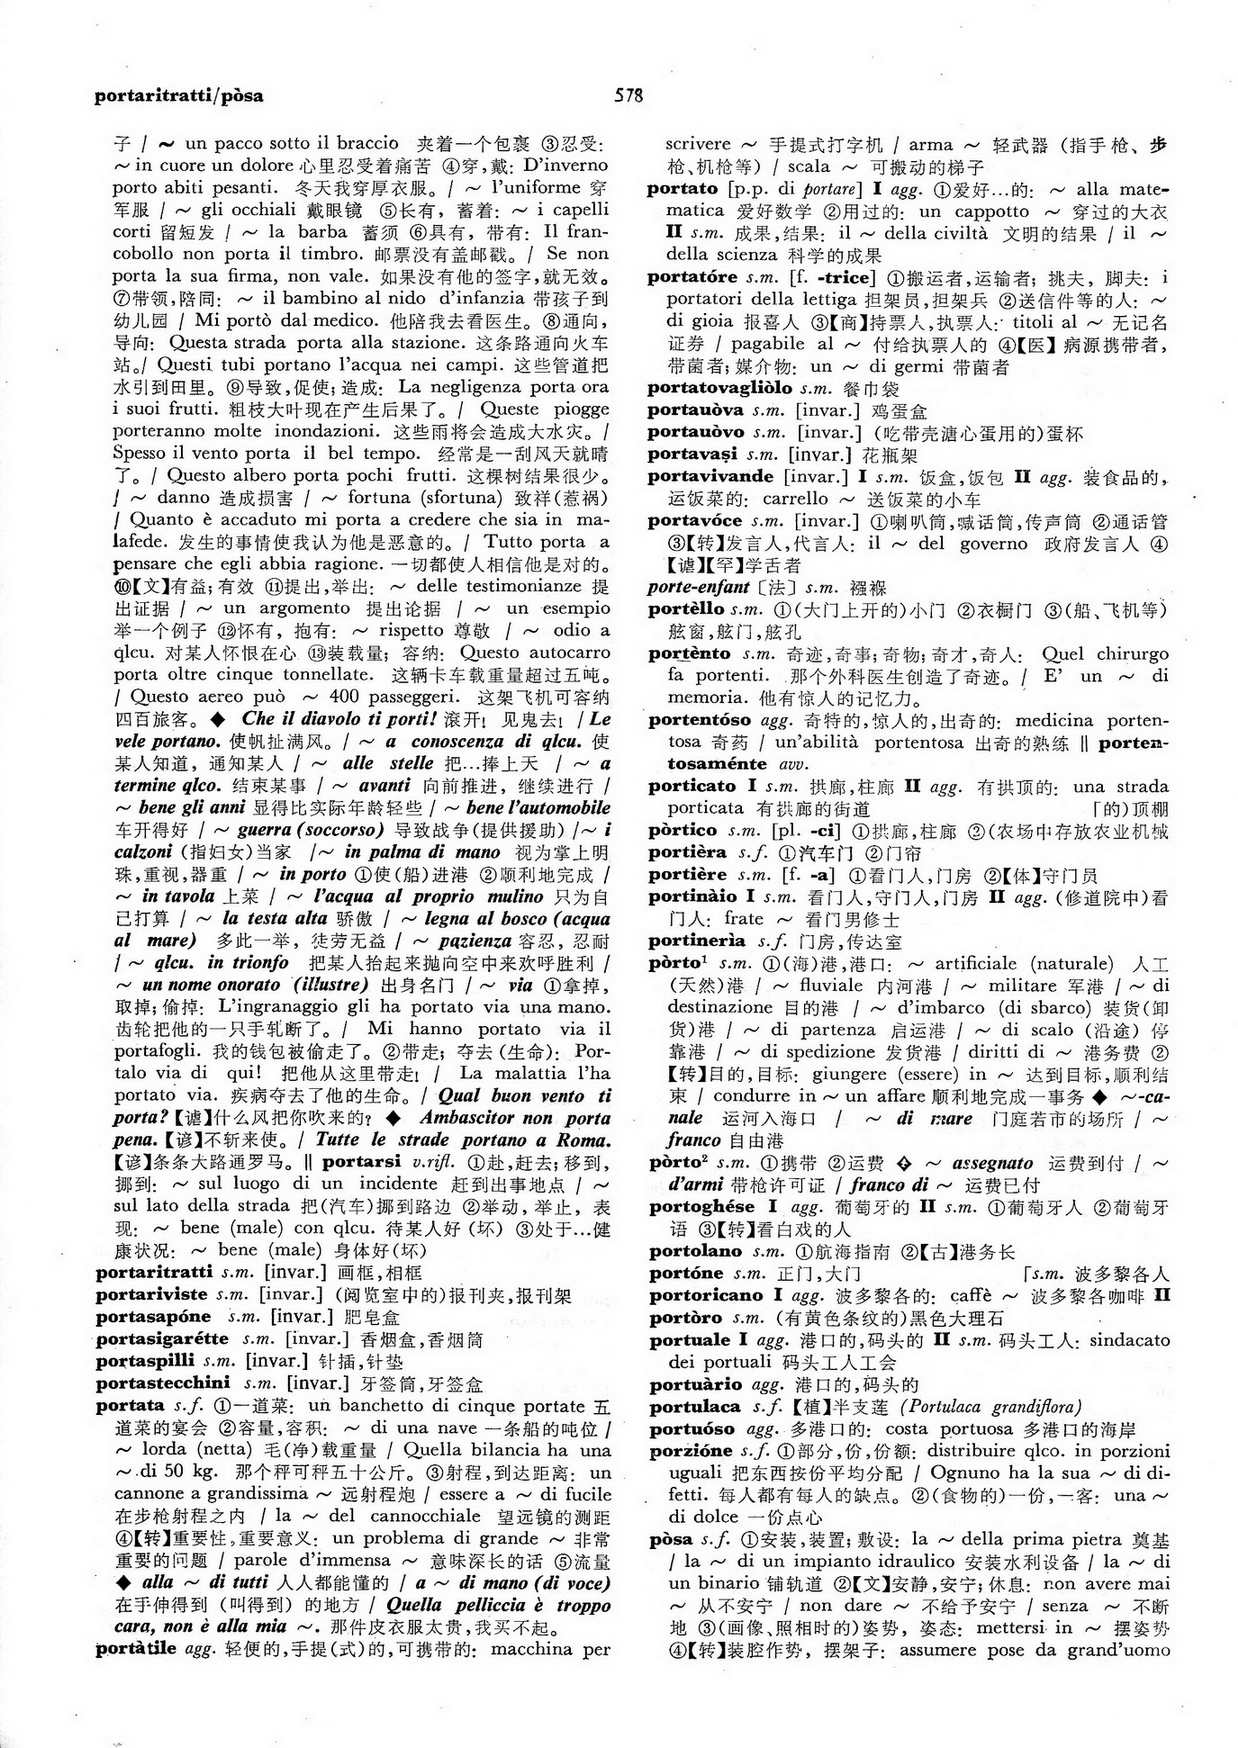 portaritratti/pòsa
578
子 / ~ un pacco sotto il braccio 夹着一个包裹 ③忍受:
~ in cuore un dolore 心里忍受着痛苦 ④穿,戴: D'inverno
porto abiti pesanti. 冬天我穿厚衣服。/ ~ l'uniforme 穿
军服 / ~ gli occhiali 戴眼镜 ⑤长有, 蓄着: ~ i capelli
corti 留短发 / ~ la barba 蓄须 ⑥具有, 带有: Il fran-
cobollo non porta il timbro. 邮票没有盖邮戳。/ Se non
porta la sua firma, non vale. 如果没有他的签字,就无效。
⑦带领,陪同: ~ il bambino al nido d'infanzia 带孩子到
幼儿园 / Mi portò dal medico. 他陪我去看医生。⑧通向,
导向: Questa strada porta alla stazione. 这条路通向火车
站。/ Questi tubi portano l'acqua nei campi. 这些管道把
水引到田里。⑨导致,促使; 造成: La negligenza porta ora
i suoi frutti. 粗枝大叶现在产生后果了。/ Queste piogge
porteranno molte inondazioni. 这些雨将会造成大水灾。/
Spesso il vento porta il bel tempo. 经常是一刮风天就晴
了。/ Questo albero porta pochi frutti. 这棵树结果很少。
/ ~ danno 造成损害 / ~ fortuna (sfortuna) 致祥(惹祸)
/ Quanto è accaduto mi porta a credere che sia in ma-
lafede. 发生的事情使我认为他是恶意的。/ Tutto porta a
pensare che egli abbia ragione. 一切都使人相信他是对的。
⑩【文】有益; 有效 ⑪提出,举出: ~ delle testimonianze 提
出证据 / ~ un argomento 提出论据 / ~ un esempio
举一个例子 ⑫怀有, 抱有: ~ rispetto 尊敬 / ~ odio a
qlcu. 对某人怀恨在心 ⑬装载量; 容纳: Questo autocarro
porta oltre cinque tonnellate. 这辆卡车载重量超过五吨。
/ Questo aereo può ~ 400 passeggeri. 这架飞机可容纳
四百旅客。◆ Che il diavolo ti porti! 滚开! 见鬼去! / Le
vele portano. 使帆扯满风。/ ~ a conoscenza di qlcu. 使
某人知道, 通知某人 / ~ alle stelle 把…捧上天 / ~ a
termine qlco. 结束某事 / ~ avanti 向前推进, 继续进行 /
~ bene gli anni 显得比实际年龄轻些 / ~ bene l'automobile
车开得好 / ~ guerra (soccorso) 导致战争(提供援助) / ~ i
calzoni (指妇女)当家 / ~ in palma di mano 视为掌上明
珠,重视,器重 / ~ in porto ①使(船)进港 ②顺利地完成 /
~ in tavola 上菜 / ~ l'acqua al proprio mulino 只为自
己打算 / ~ la testa alta 骄傲 / ~ legna al bosco (acqua
al mare) 多此一举, 徒劳无益 / ~ pazienza 容忍, 忍耐
/ ~ qlcu. in trionfo 把某人抬起来抛向空中来欢呼胜利 /
~ un nome onorato (illustre) 出身名门 / ~ via ①拿掉,
取掉; 偷掉: L'ingranaggio gli ha portato via una mano.
齿轮把他的一只手轧断了。/ Mi hanno portato via il
portafogli. 我的钱包被偷走了。②带走; 夺去(生命): Por-
talo via di qui! 把他从这里带走! / La malattia l'ha
portato via. 疾病夺去了他的生命。/ Qual buon vento ti
porta? 【谑】什么风把你吹来的? ◆ Ambascitor non porta
pena. 【谚】不斩来使。/ Tutte le strade portano a Roma.
【谚】条条大路通罗马。‖ portarsi v.rifl. ①赴,赶去; 移到,
挪到: ~ sul luogo di un incidente 赶到出事地点 / ~
sul lato della strada 把(汽车)挪到路边 ②举动, 举止, 表
现: ~ bene (male) con qlcu. 待某人好 (坏) ③处于…健
康状况: ~ bene (male) 身体好(坏)
portaritratti s.m. [invar.] 画框,相框
portariviste s.m. [invar.] (阅览室中的)报刊夹,报刊架
portasapóne s.m. [invar.] 肥皂盒
portasigarétte s.m. [invar.] 香烟盒,香烟筒
portaspilli s.m. [invar.] 针插,针垫
portastecchini s.m. [invar.] 牙签筒,牙签盒
portata s.f. ①一道菜: un banchetto di cinque portate 五
道菜的宴会 ②容量,容积: ~ di una nave 一条船的吨位 /
~ lorda (netta) 毛(净)载重量 / Quella bilancia ha una
~ di 50 kg. 那个秤可秤五十公斤。③射程,到达距离: un
cannone a grandissima ~ 远射程炮 / essere a ~ di fucile
在步枪射程之内 / la ~ del cannocchiale 望远镜的测距
④【转】重要性,重要意义: un problema di grande ~ 非常
重要的问题 / parole d'immensa ~ 意味深长的话 ⑤流量
◆ alla ~ di tutti 人人都能懂的 / a ~ di mano (di voce)
在手伸得到 (叫得到) 的地方 / Quella pelliccia è troppo
cara, non è alla mia ~. 那件皮衣服太贵,我买不起。
portàtile agg. 轻便的,手提(式)的,可携带的: macchina per
scrivere ~ 手提式打字机 / arma ~ 轻武器 (指手枪、步
枪、机枪等) / scala ~ 可搬动的梯子
portato [p.p. di portare] I agg. ①爱好…的: ~ alla mate-
matica 爱好数学 ②用过的: un cappotto ~ 穿过的大衣
II s.m. 成果,结果: il ~ della civiltà 文明的结果 / il ~
della scienza 科学的成果
portatóre s.m. [f. -trice] ①搬运者,运输者; 挑夫, 脚夫: i
portatori della lettiga 担架员,担架兵 ②送信件等的人: ~
di gioia 报喜人 ③【商】持票人,执票人: titoli al ~ 无记名
证券 / pagabile al ~ 付给执票人的 ④【医】病源携带者,
带菌者; 媒介物: un ~ di germi 带菌者
portatovagliòlo s.m. 餐巾袋
portauòva s.m. [invar.] 鸡蛋盒
portauòvo s.m. [invar.] (吃带壳溏心蛋用的)蛋杯
portavaṣi s.m. [invar.] 花瓶架
portavivande [invar.] I s.m. 饭盒,饭包 II agg. 装食品的,
运饭菜的: carrello ~ 送饭菜的小车
portavóce s.m. [invar.] ①喇叭筒,喊话筒,传声筒 ②通话管
③【转】发言人,代言人: il ~ del governo 政府发言人 ④
【谑】【罕】学舌者
porte-enfant 〔法〕 s.m. 襁褓
portèllo s.m. ①(大门上开的)小门 ②衣橱门 ③(船、飞机等)
舷窗,舷门,舷孔
portènto s.m. 奇迹,奇事; 奇物; 奇才,奇人: Quel chirurgo
fa portenti. 那个外科医生创造了奇迹。/ E' un ~ di
memoria. 他有惊人的记忆力。
portentóso agg. 奇特的,惊人的,出奇的: medicina porten-
tosa 奇药 / un'abilità portentosa 出奇的熟练 ‖ porten-
tosaménte avv.
porticato I s.m. 拱廊,柱廊 II agg. 有拱顶的: una strada
porticata 有拱廊的街道 「的)顶棚
pòrtico s.m. [pl. -ci] ①拱廊,柱廊 ②(农场中存放农业机械
portièra s.f. ①汽车门 ②门帘
portière s.m. [f. -a] ①看门人,门房 ②【体】守门员
portinàio I s.m. 看门人,守门人,门房 II agg. (修道院中)看
门人: frate ~ 看门男修士
portinerìa s.f. 门房,传达室
pòrto¹ s.m. ①(海)港,港口: ~ artificiale (naturale) 人工
(天然)港 / ~ fluviale 内河港 / ~ militare 军港 / ~ di
destinazione 目的港 / ~ d'imbarco (di sbarco) 装货(卸
货)港 / ~ di partenza 启运港 / ~ di scalo (沿途) 停
靠港 / ~ di spedizione 发货港 / diritti di ~ 港务费 ②
【转】目的,目标: giungere (essere) in ~ 达到目标,顺利结
束 / condurre in ~ un affare 顺利地完成一事务 ◆ ~-ca-
nale 运河入海口 / ~ di mare 门庭若市的场所 / ~
franco 自由港
pòrto² s.m. ①携带 ②运费 ◆ ~ assegnato 运费到付 / ~
d'armi 带枪许可证 / franco di ~ 运费已付
portoghése I agg. 葡萄牙的 II s.m. ①葡萄牙人 ②葡萄牙
语 ③【转】看白戏的人
portolano s.m. ①航海指南 ②【古】港务长
portóne s.m. 正门,大门 「s.m. 波多黎各人
portoricano I agg. 波多黎各的: caffè ~ 波多黎各咖啡 II
portòro s.m. (有黄色条纹的)黑色大理石
portuale I agg. 港口的,码头的 II s.m. 码头工人: sindacato
dei portuali 码头工人工会
portuàrio agg. 港口的,码头的
portulaca s.f. 【植】半支莲 (Portulaca grandiflora)
portuóso agg. 多港口的: costa portuosa 多港口的海岸
porzióne s.f. ①部分,份,份额: distribuire qlco. in porzioni
uguali 把东西按份平均分配 / Ognuno ha la sua ~ di di-
fetti. 每人都有每人的缺点。②(食物的)一份,一客: una ~
di dolce 一份点心
pòsa s.f. ①安装,装置; 敷设: la ~ della prima pietra 奠基
/ la ~ di un impianto idraulico 安装水利设备 / la ~ di
un binario 铺轨道 ②【文】安静,安宁; 休息: non avere mai
~ 从不安宁 / non dare ~ 不给予安宁 / senza ~ 不断
地 ③(画像、照相时的)姿势, 姿态: mettersi in ~ 摆姿势
④【转】装腔作势, 摆架子: assumere pose da grand'uomo